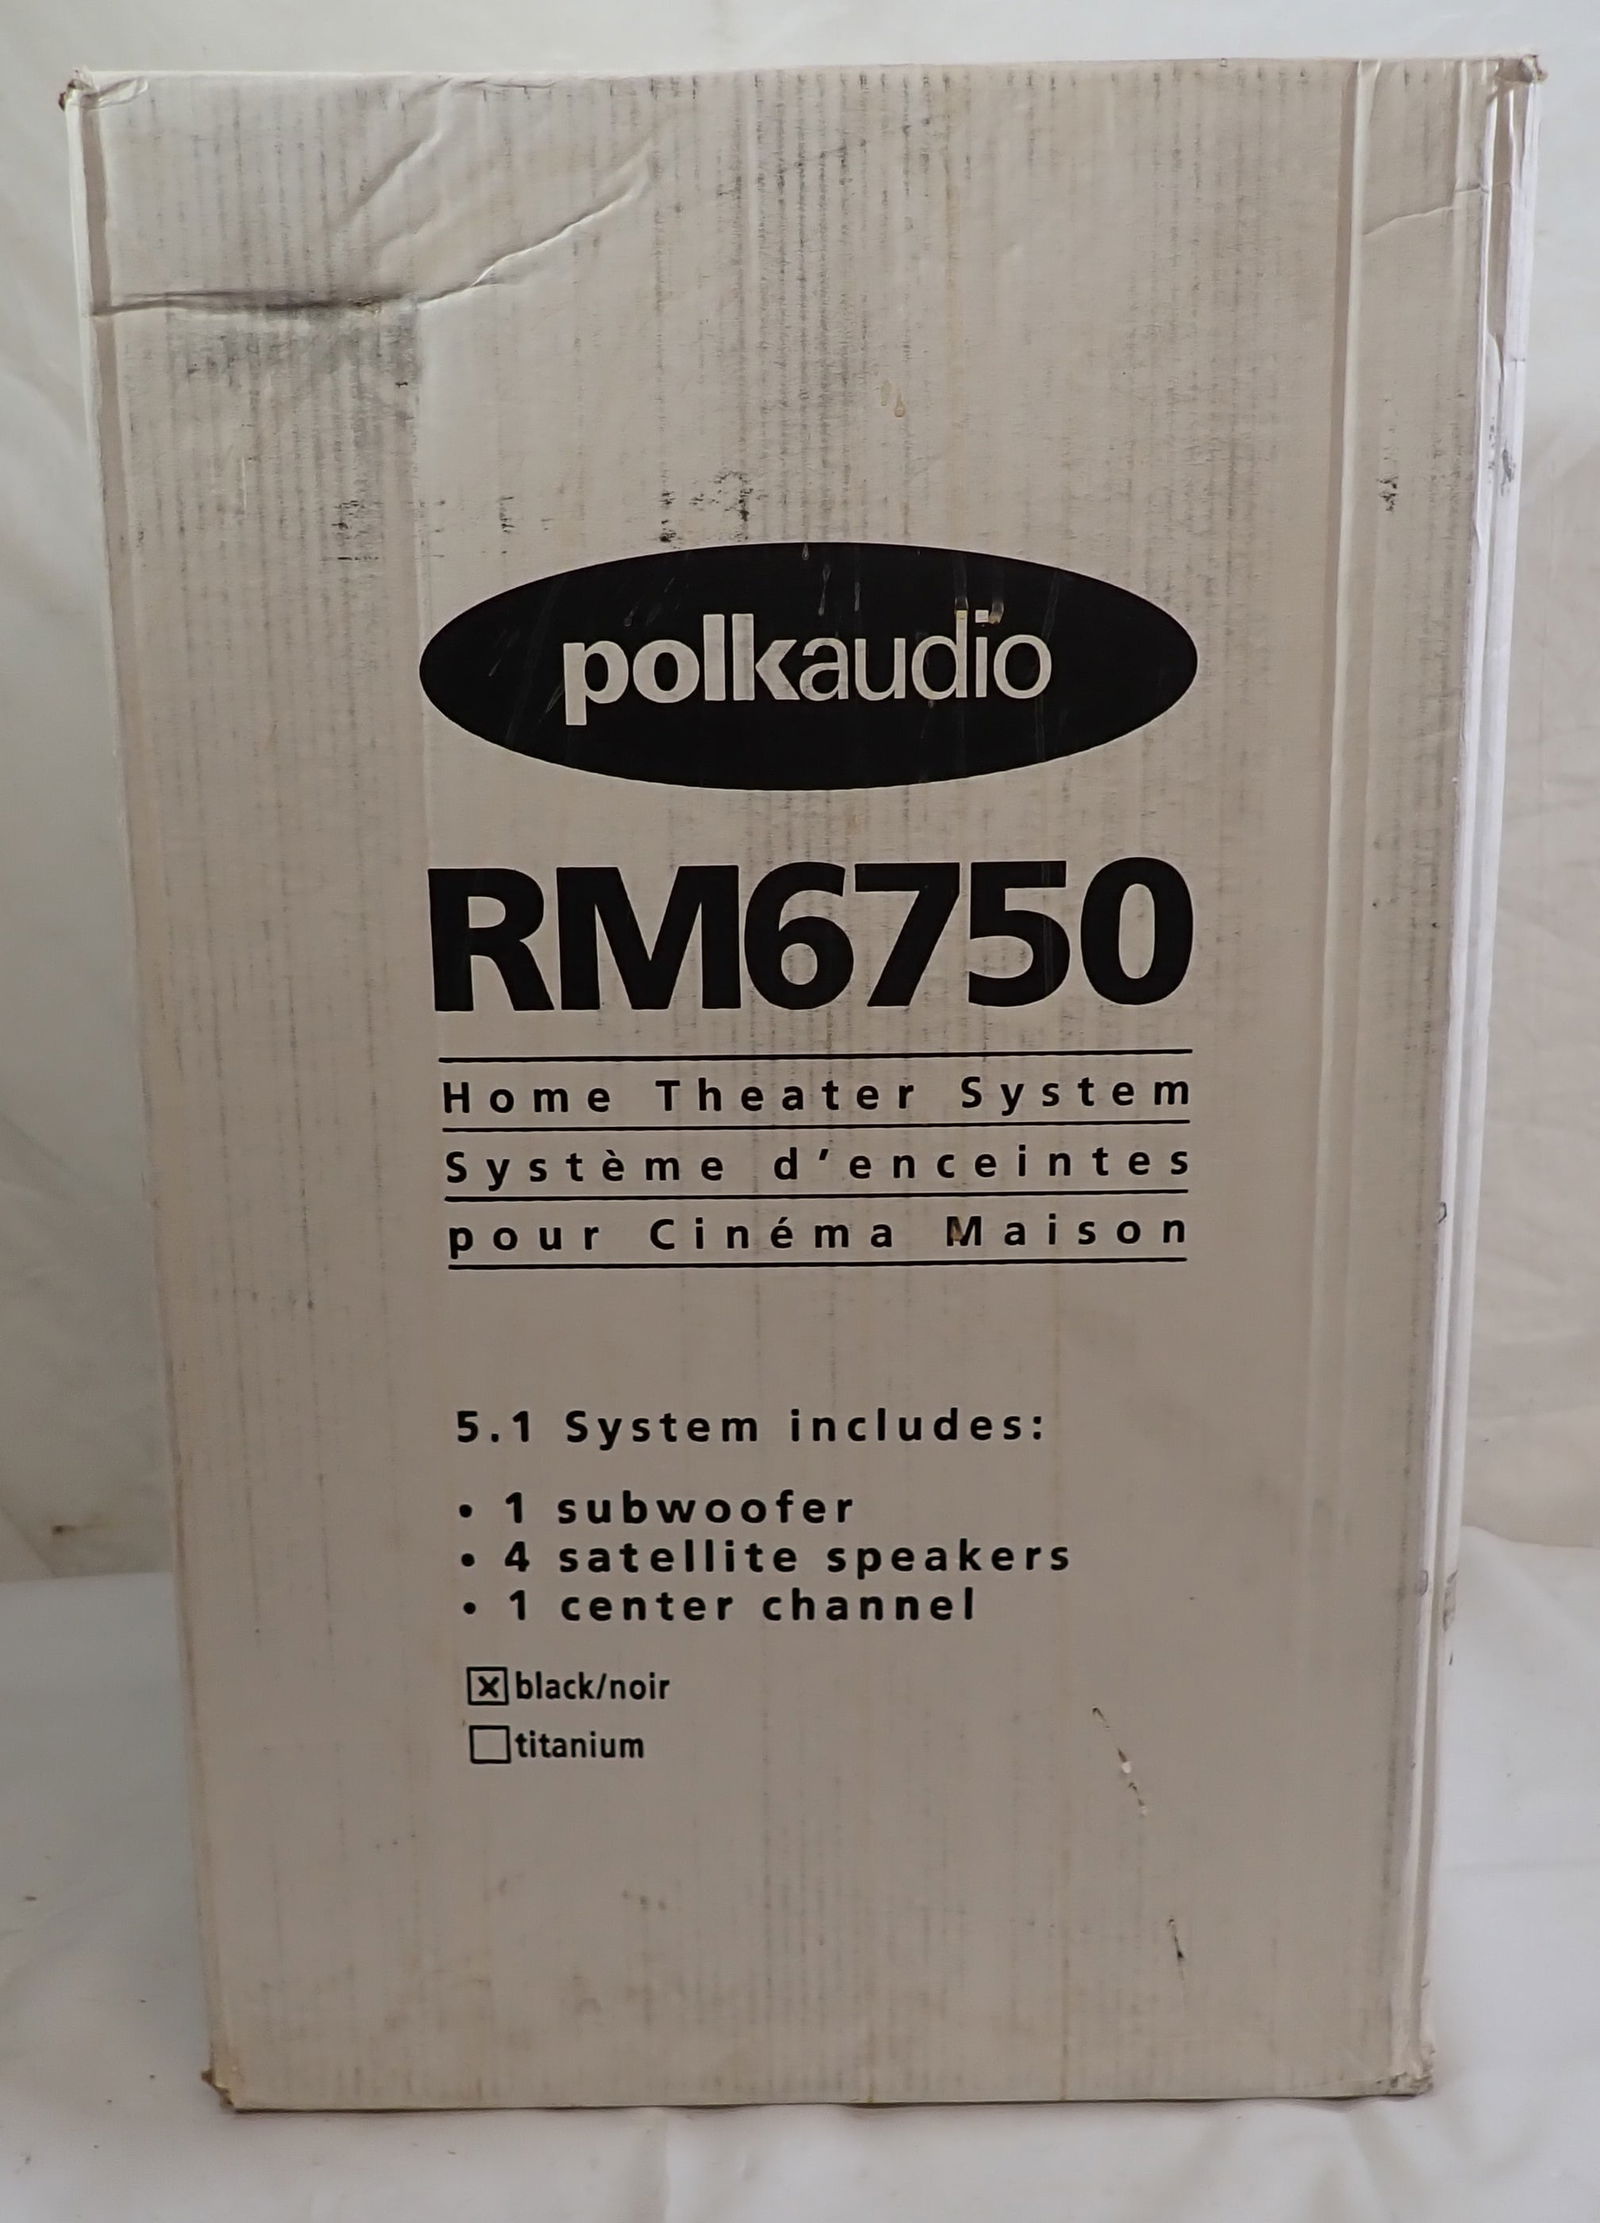 polkaudio
RM6750
Home Theater System
Système d'enceintes
pour Cinéma Maison
5.1 System includes:
• 1 subwoofer
• 4 satellite speakers
• 1 center channel
☒ black/noir
☐ titanium